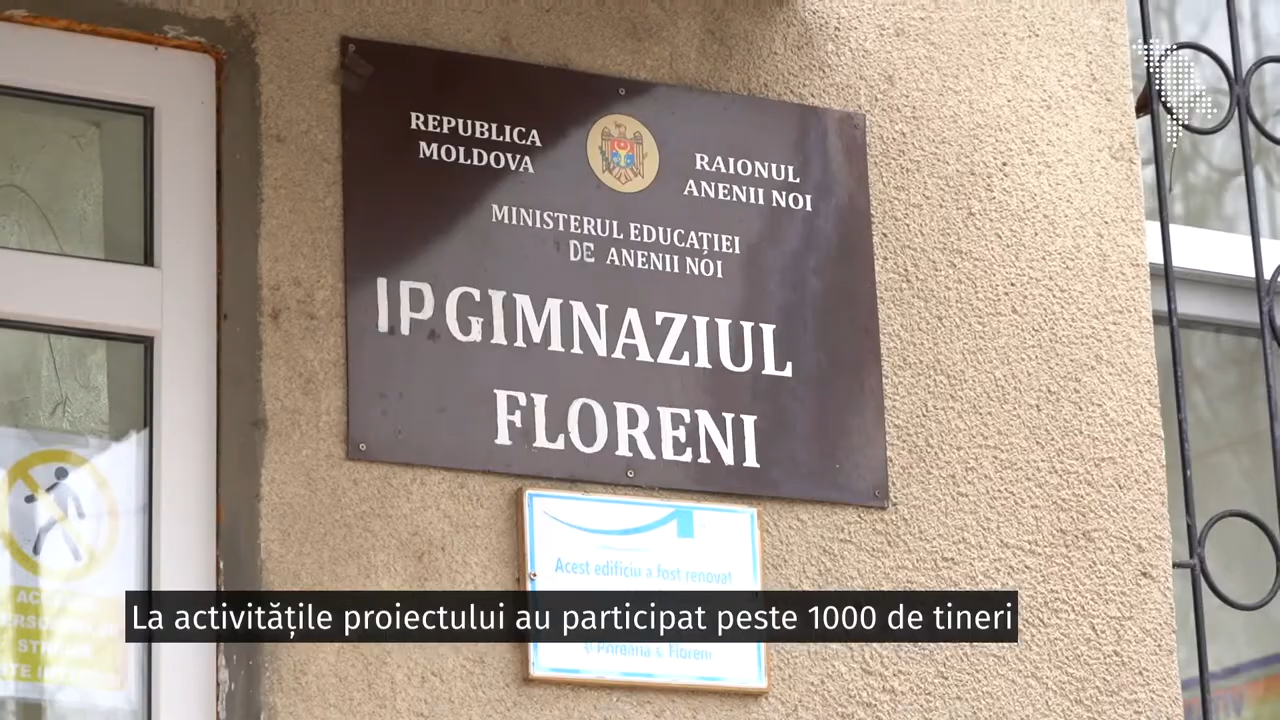 REPUBLICA
MOLDOVA
RAIONUL
ANENII NOI
MINISTERUL EDUCAȚIEI
DE ANENII NOI
IP GIMNAZIUL
FLORENI
Acest edificiu a fost renovat
La activitățile proiectului au participat peste 1000 de tineri
Floreni